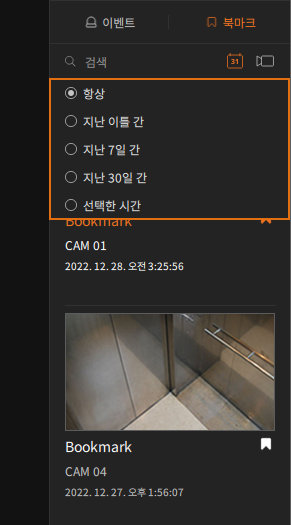 이벤트 북마크
검색 31
항상
지난 이틀 간
지난 7일 간
지난 30일 간
선택한 시간
Bookmark
CAM 01
2022. 12. 28. 오전 3:25:56
Bookmark
CAM 04
2022. 12. 27. 오후 1:56:07